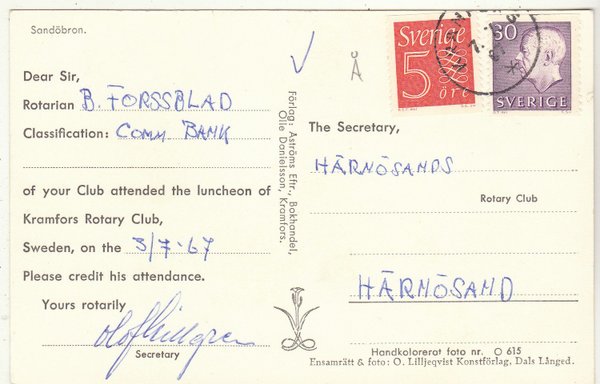 Sandöbron.
Dear Sir,
Rotarian B. FORSSBLAD
Classification: COMM BANK
of your Club attended the luncheon of
Kramfors Rotary Club,
Sweden, on the 3/7-67
Please credit his attendance.
Yours rotarily
Secretary
Förlag: Aströms Eftr., Bokhandel,
Olle Danielsson, Kramfors.
Å
Sverige
5
öre
30
SVERIGE
The Secretary,
HÄRNÖSANDS
Rotary Club
HÄRNÖSAND
Handkolorerat foto nr. O 615
Ensamrätt & foto: O. Lilljeqvist Konstförlag, Dals Långed.